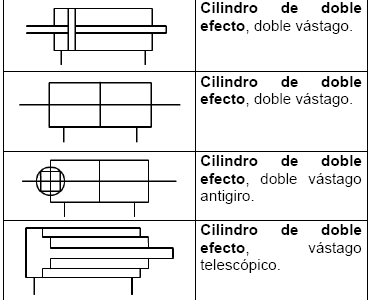 Cilindro de doble
efecto, doble vástago.
Cilindro de doble
efecto, doble vástago.
Cilindro de doble
efecto, doble vástago
antigiro.
Cilindro de doble
efecto, vástago
telescópico.